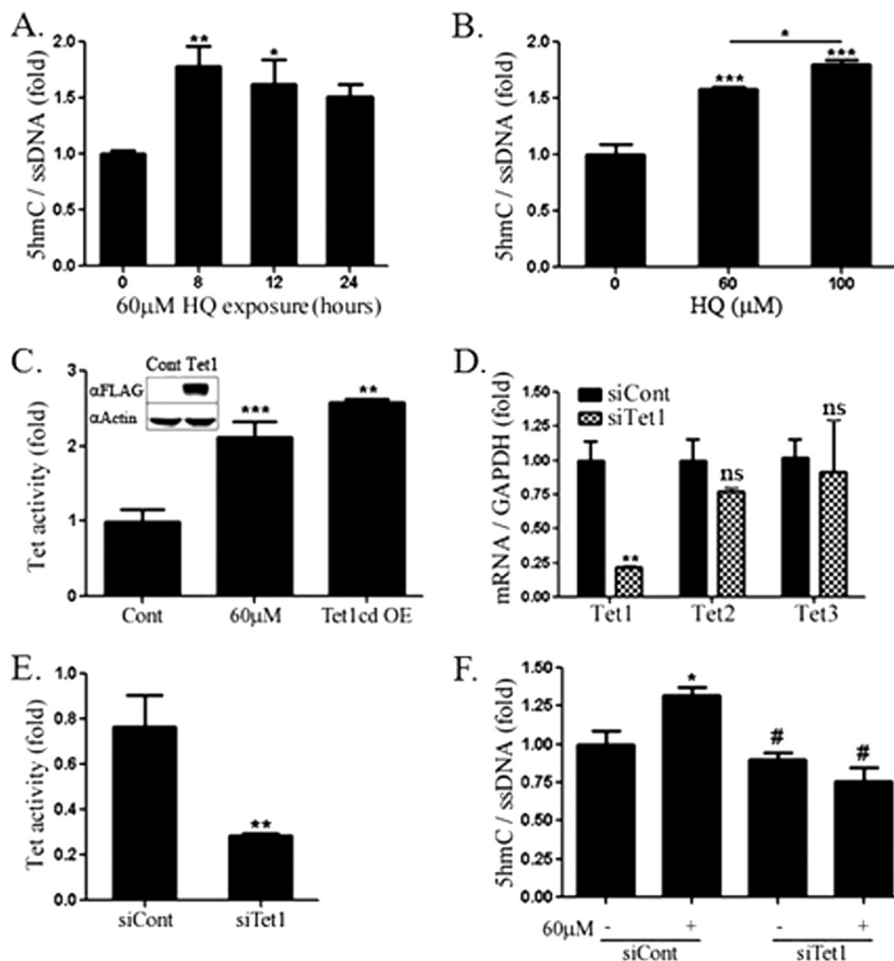 A.
5hmC / ssDNA (fold)
2.0
1.5
1.0
0.5
0.0
**
*
0 8 12 24
60μM HQ exposure (hours)
B.
5hmC / ssDNA (fold)
2.0
1.5
1.0
0.5
0.0
*
***
***
0 60 100
HQ (μM)
C.
Tet activity (fold)
3
2
1
0
Cont Tet1
αFLAG
αActin
***
**
Cont 60μM Tet1cd OE
D.
mRNA / GAPDH (fold)
1.50
1.25
1.00
0.75
0.50
0.25
0.00
siCont
siTet1
**
ns
ns
Tet1 Tet2 Tet3
E.
Tet activity (fold)
1.0
0.8
0.6
0.4
0.2
0.0
**
siCont siTet1
F.
5hmC / ssDNA (fold)
1.50
1.25
1.00
0.75
0.50
0.25
0.00
*
#
#
60μM - + - +
siCont siTet1